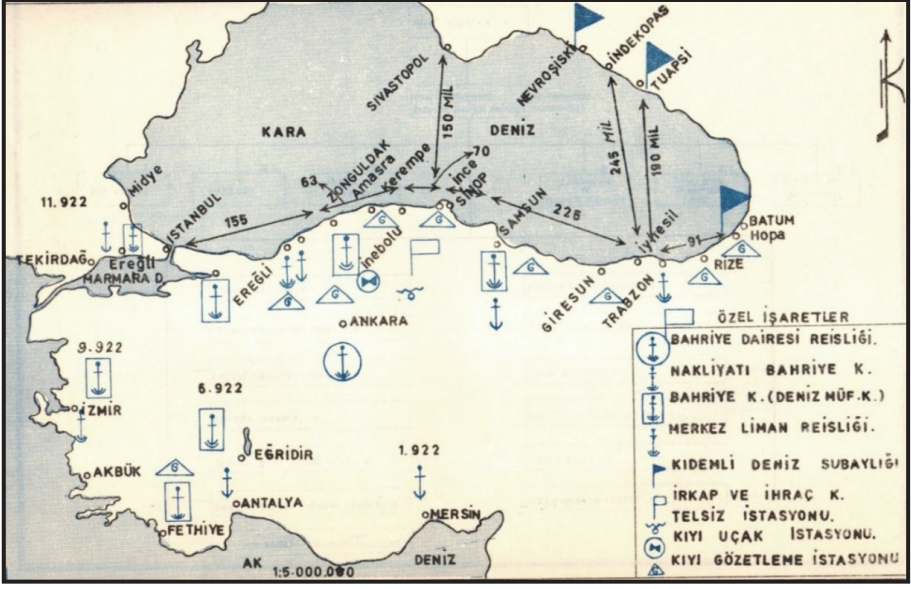 SIVASTOPOL
NEVROŞİSKİ
İNDEKOPAS
TUAPSİ
KARA
DENİZ
150 MİL
245 MİL
190 MİL
Midye
11.922
İSTANBUL
155
63
ZONGULDAK
Amasra
Kerempe
70
İnce
SİNOP
SAMSUN
225
İynesil
91
BATUM
Hopa
TEKİRDAĞ
Ereğli
MARMARA D.
EREĞLİ
İnebolu
GİRESUN
TRABZON
RİZE
G
G
G
G
G
G
G
G
ANKARA
9.922
İZMİR
6.922
EĞRİDİR
1.922
AKBÜK
G
ANTALYA
MERSİN
FETHİYE
AK
DENİZ
1:5-000.000
ÖZEL İŞARETLER
BAHRİYE DAİRESİ REİSLİĞİ.
NAKLİYATI BAHRİYE K.
BAHRİYE K.(DENİZ MÜF.K.)
MERKEZ LİMAN REİSLİĞİ.
KIDEMLİ DENİZ SUBAYLIĞI
İRKAP VE İHRAÇ K.
TELSİZ İSTASYONU.
KIYI UÇAK İSTASYONU.
G KIYI GÖZETLEME İSTASYONU